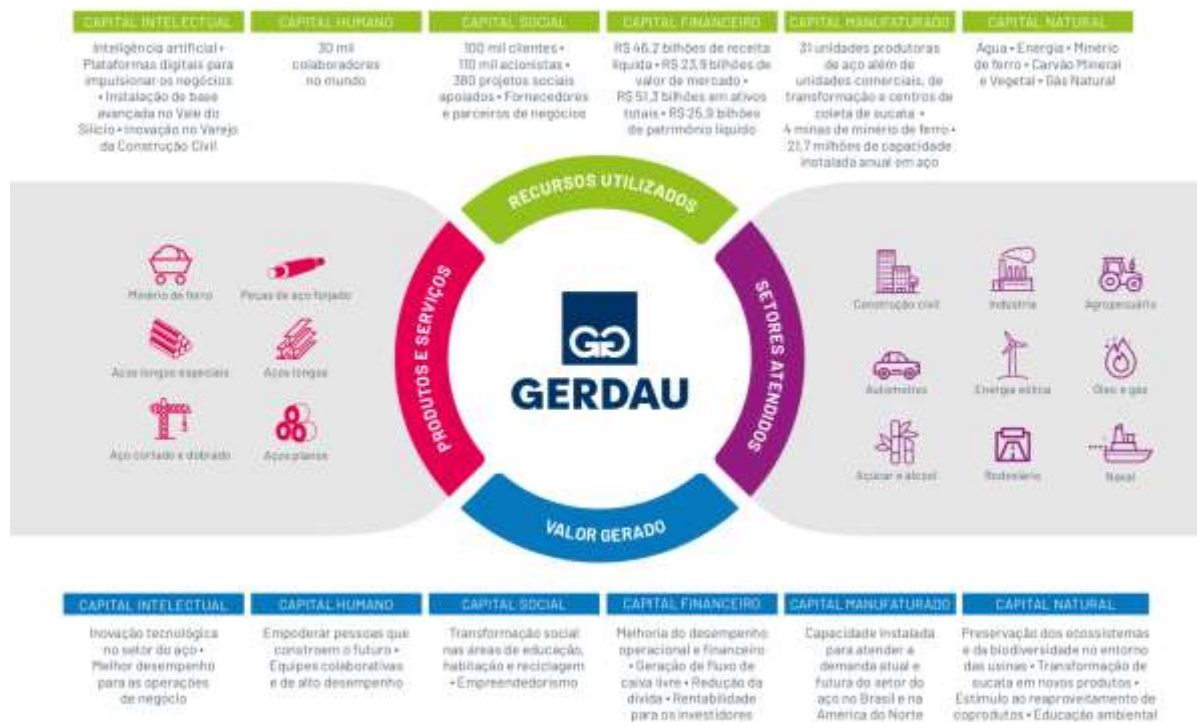 CAPITAL INTELECTUAL
Inteligência artificial •
Plataformas digitais para
impulsionar os negócios
• Instalação de base
avançada no Vale do
Silício • Inovação no Varejo
da Construção Civil
CAPITAL HUMANO
30 mil
colaboradores
no mundo
CAPITAL SOCIAL
100 mil clientes •
110 mil acionistas •
380 projetos sociais
apoiados • Fornecedores
e parceiros de negócios
CAPITAL FINANCEIRO
R$ 46,2 bilhões de receita
líquida • R$ 23,9 bilhões de
valor de mercado •
R$ 51,3 bilhões em ativos
totais • R$ 25,9 bilhões
de patrimônio líquido
CAPITAL MANUFATURADO
31 unidades produtoras
de aço além de
unidades comerciais, de
transformação e centros de
coleta de sucata •
4 minas de minério de ferro •
21,7 milhões de capacidade
instalada anual em aço
CAPITAL NATURAL
Água • Energia • Minério
de ferro • Carvão Mineral
e Vegetal • Gás Natural
RECURSOS UTILIZADOS
PRODUTOS E SERVIÇOS
Minério de ferro
Peças de aço forjado
Aços longos especiais
Aços longos
Aço cortado e dobrado
Aços planos
GERDAU
SETORES ATENDIDOS
Construção civil
Indústria
Agropecuário
Automotivo
Energia eólica
Óleo e gás
Açúcar e álcool
Rodoviário
Naval
VALOR GERADO
CAPITAL INTELECTUAL
Inovação tecnológica
no setor do aço •
Melhor desempenho
para as operações
de negócio
CAPITAL HUMANO
Empoderar pessoas que
constroem o futuro •
Equipes colaborativas
e de alto desempenho
CAPITAL SOCIAL
Transformação social
nas áreas de educação,
habitação e reciclagem
• Empreendedorismo
CAPITAL FINANCEIRO
Melhoria do desempenho
operacional e financeiro
• Geração de fluxo de
caixa livre • Redução da
dívida • Rentabilidade
para os investidores
CAPITAL MANUFATURADO
Capacidade instalada
para atender a
demanda atual e
futura do setor do
aço no Brasil e na
América do Norte
CAPITAL NATURAL
Preservação dos ecossistemas
e da biodiversidade no entorno
das usinas • Transformação de
sucata em novos produtos •
Estímulo ao reaproveitamento de
coprodutos • Educação ambiental